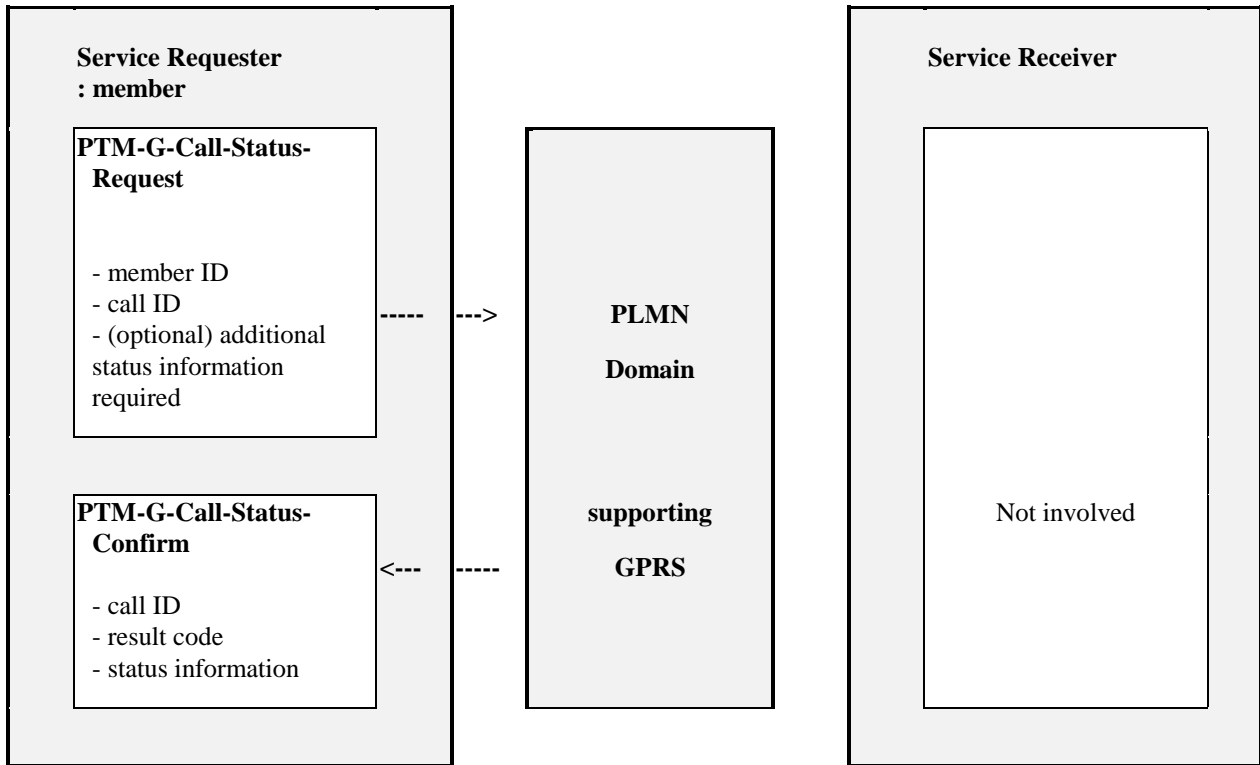 Service Requester
: member
PTM-G-Call-Status-
Request
- member ID
- call ID
- (optional) additional
status information
required
----- --->
PTM-G-Call-Status-
Confirm
<--- -----
- call ID
- result code
- status information
PLMN
Domain
supporting
GPRS
Service Receiver
Not involved